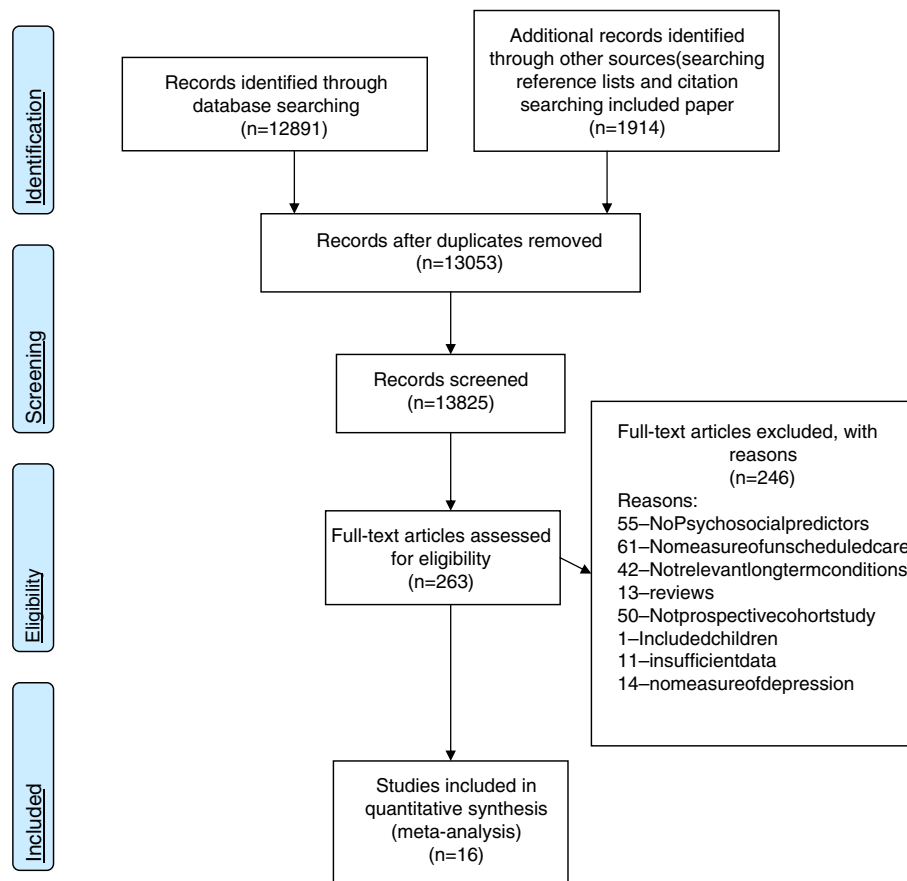 Identification
Records identified through
database searching
(n=12891)
Additional records identified
through other sources(searching
reference lists and citation
searching included paper
(n=1914)
Records after duplicates removed
(n=13053)
Screening
Records screened
(n=13825)
Eligibility
Full-text articles assessed
for eligibility
(n=263)
Full-text articles excluded, with
reasons
(n=246)
Reasons:
55–NoPsychosocialpredictors
61–Nomeasureofunscheduledcare
42–Notrelevantlongtermconditions
13–reviews
50–Notprospectivecohortstudy
1–Includedchildren
11–insufficientdata
14–nomeasureofdepression
Included
Studies included in
quantitative synthesis
(meta-analysis)
(n=16)